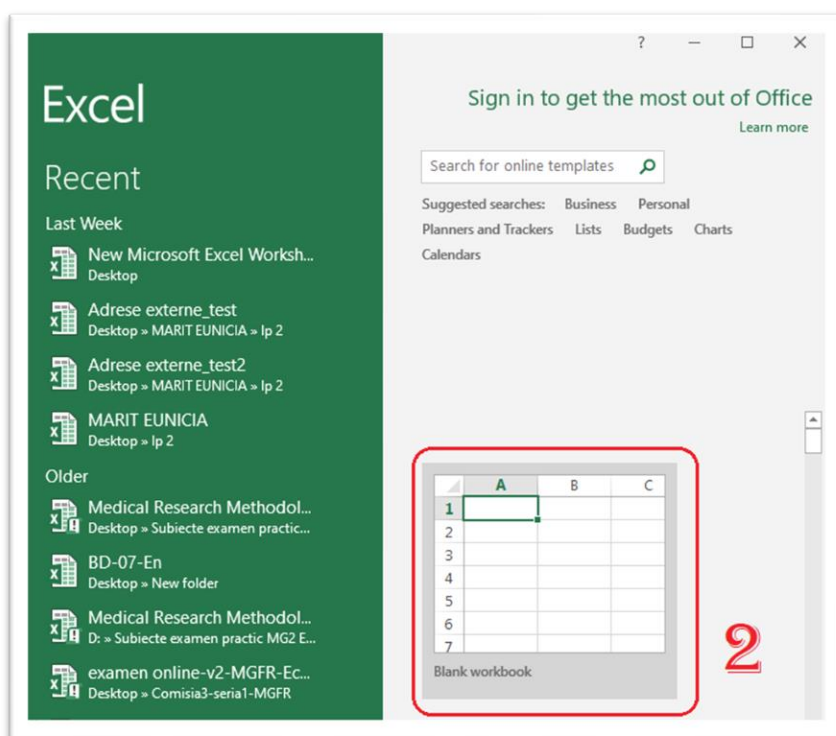 ?
Excel
Sign in to get the most out of Office
Learn more
Recent
Search for online templates
Suggested searches: Business Personal
Planners and Trackers Lists Budgets Charts
Calendars
Last Week
New Microsoft Excel Worksh...
Desktop
Adrese externe_test
Desktop » MARIT EUNICIA » lp 2
Adrese externe_test2
Desktop » MARIT EUNICIA » lp 2
MARIT EUNICIA
Desktop » lp 2
Older
Medical Research Methodol...
Desktop » Subiecte examen practic...
BD-07-En
Desktop » New folder
Medical Research Methodol...
D: » Subiecte examen practic MG2 E...
examen online-v2-MGFR-Ec...
Desktop » Comisia3-seria1-MGFR
A B C
1
2
3
4
5
6
7
Blank workbook
2